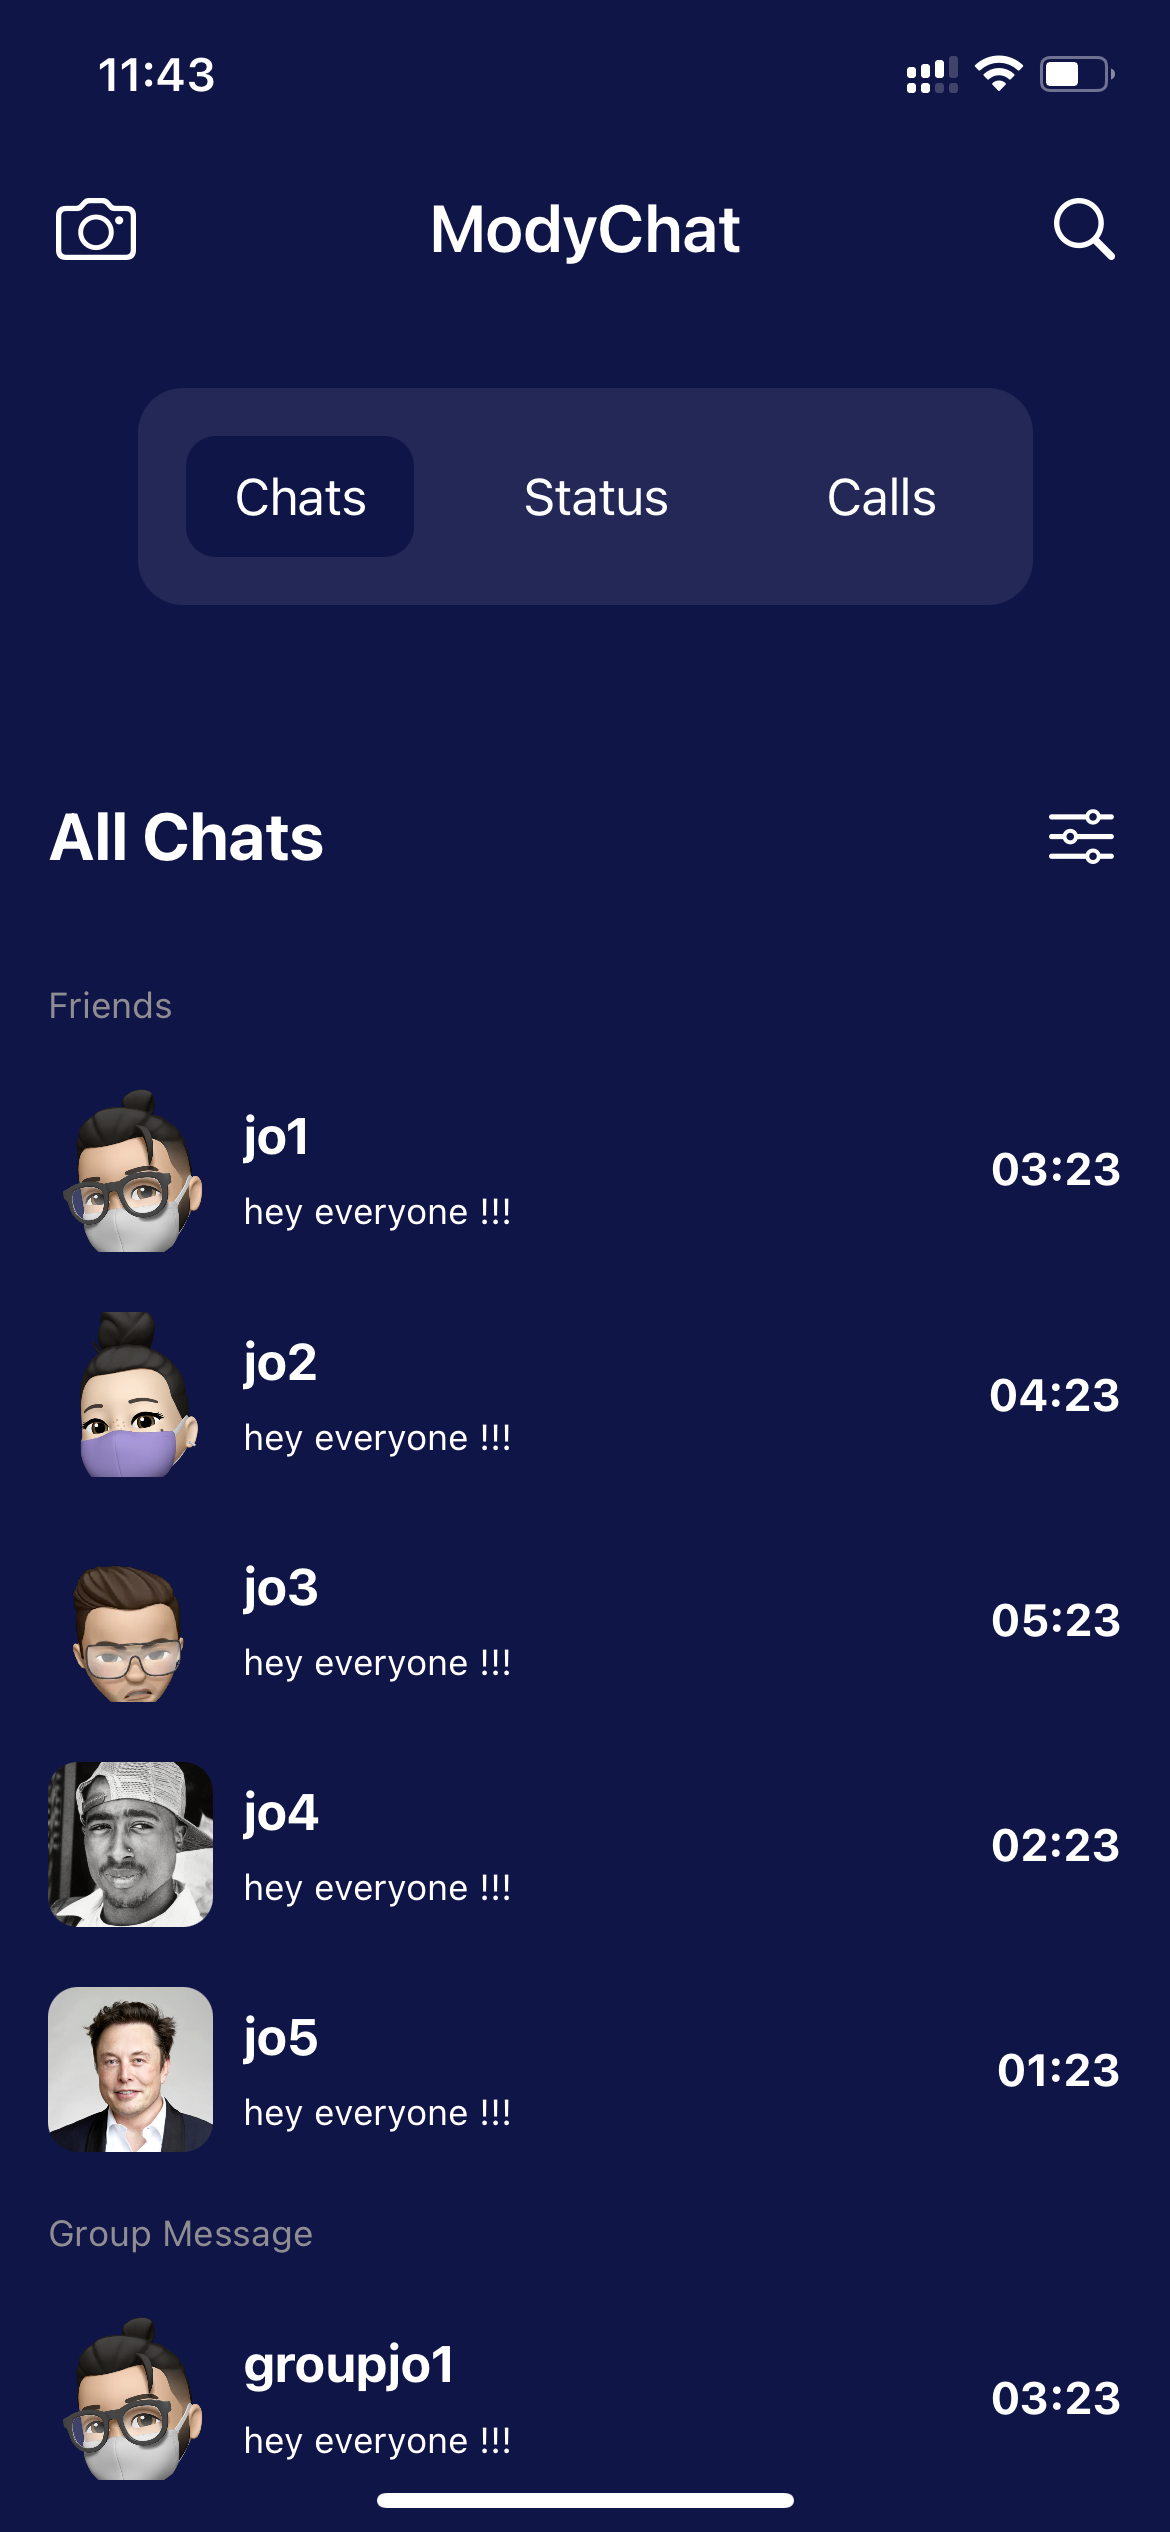 11:43
ModyChat
Chats Status Calls
All Chats
Friends
jo1
hey everyone !!!
03:23
jo2
hey everyone !!!
04:23
jo3
hey everyone !!!
05:23
jo4
hey everyone !!!
02:23
jo5
hey everyone !!!
01:23
Group Message
groupjo1
hey everyone !!!
03:23